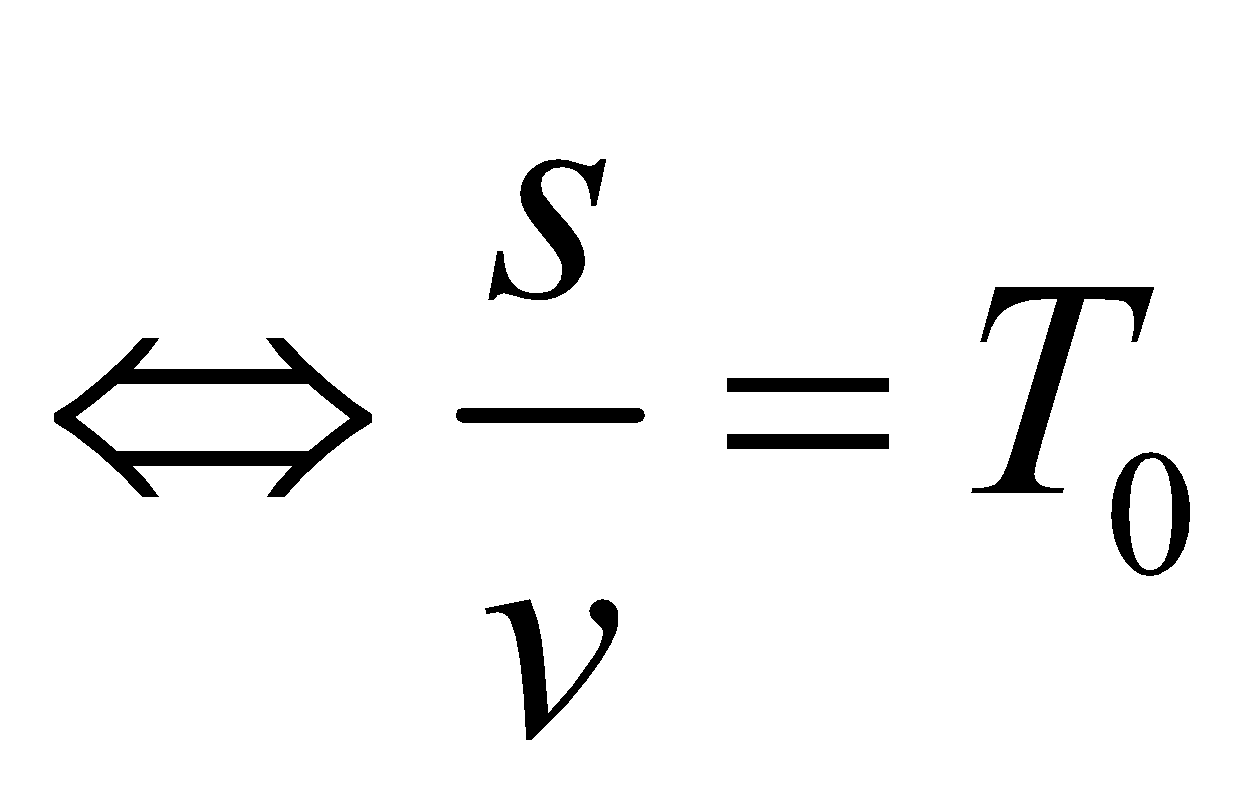 ⇔ s/v = T₀